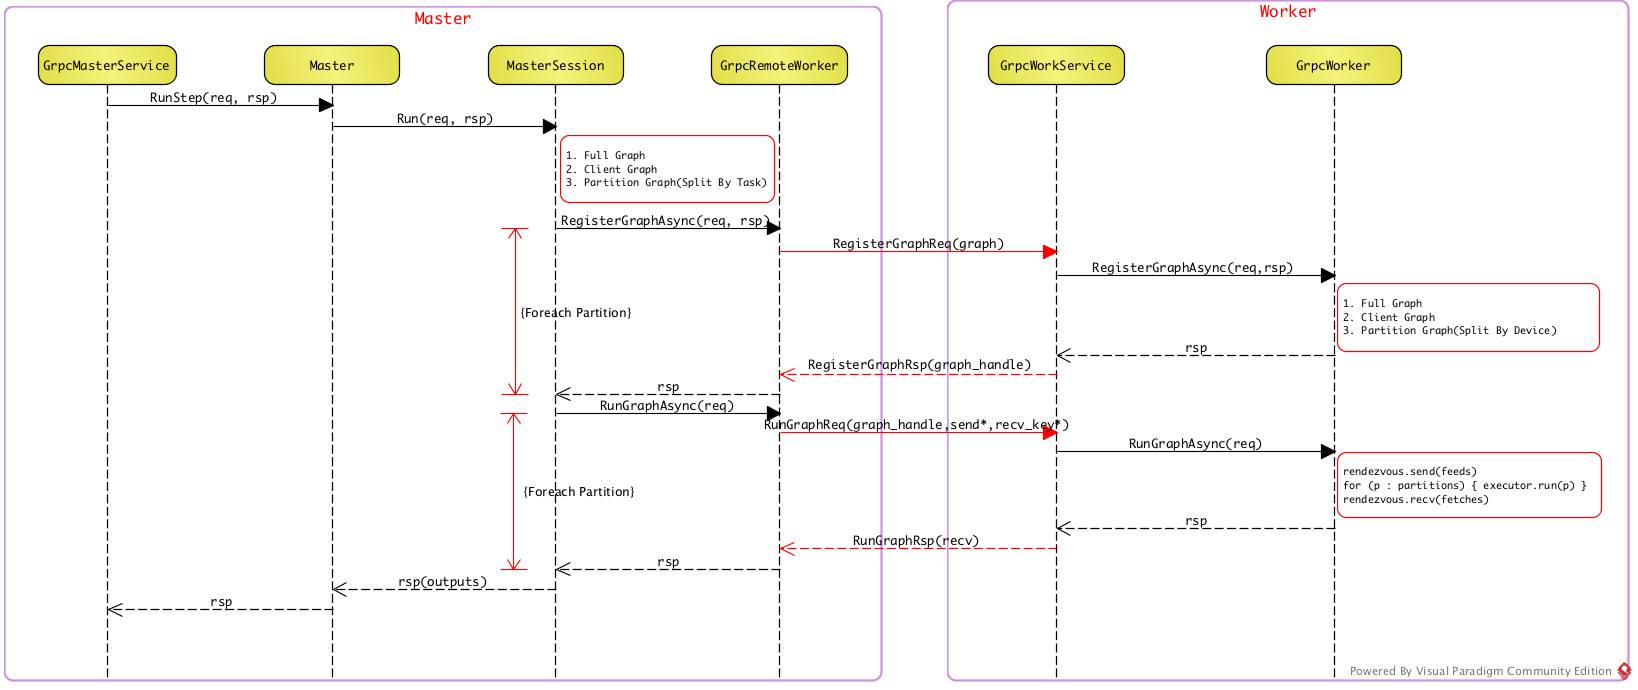 Master
Worker
GrpcMasterService
Master
MasterSession
GrpcRemoteWorker
GrpcWorkService
GrpcWorker
RunStep(req, rsp)
Run(req, rsp)
1. Full Graph
2. Client Graph
3. Partition Graph(Split By Task)
RegisterGraphAsync(req, rsp)
RegisterGraphReq(graph)
RegisterGraphAsync(req,rsp)
1. Full Graph
2. Client Graph
3. Partition Graph(Split By Device)
{Foreach Partition}
rsp
RegisterGraphRsp(graph_handle)
rsp
RunGraphAsync(req)
RunGraphReq(graph_handle,send*,recv_key*)
RunGraphAsync(req)
rendezvous.send(feeds)
for (p : partitions) { executor.run(p) }
rendezvous.recv(fetches)
{Foreach Partition}
rsp
RunGraphRsp(recv)
rsp
rsp(outputs)
rsp
Powered By Visual Paradigm Community Edition